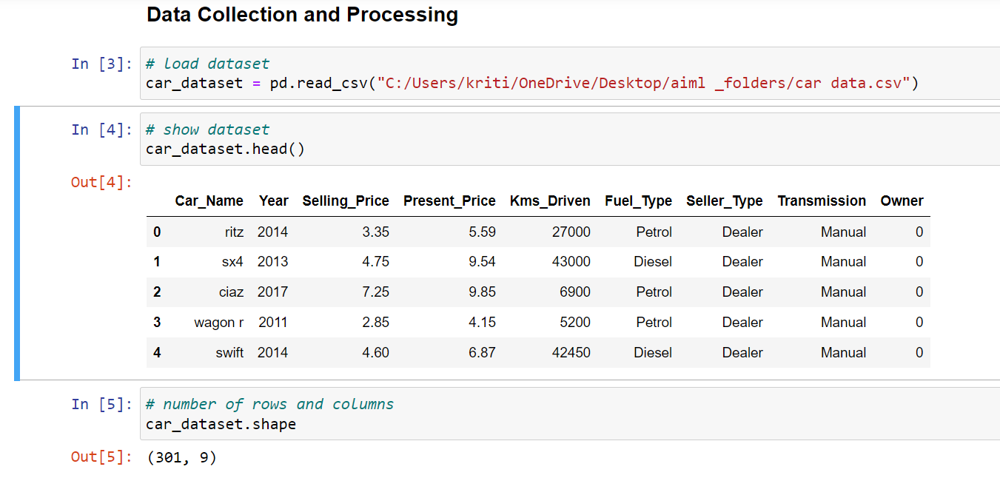 Data Collection and Processing
In [3]: # load dataset
car_dataset = pd.read_csv("C:/Users/kriti/OneDrive/Desktop/aiml _folders/car data.csv")
In [4]: # show dataset
car_dataset.head()
Out[4]:
Car_Name Year Selling_Price Present_Price Kms_Driven Fuel_Type Seller_Type Transmission Owner
0 ritz 2014 3.35 5.59 27000 Petrol Dealer Manual 0
1 sx4 2013 4.75 9.54 43000 Diesel Dealer Manual 0
2 ciaz 2017 7.25 9.85 6900 Petrol Dealer Manual 0
3 wagon r 2011 2.85 4.15 5200 Petrol Dealer Manual 0
4 swift 2014 4.60 6.87 42450 Diesel Dealer Manual 0
In [5]: # number of rows and columns
car_dataset.shape
Out[5]: (301, 9)